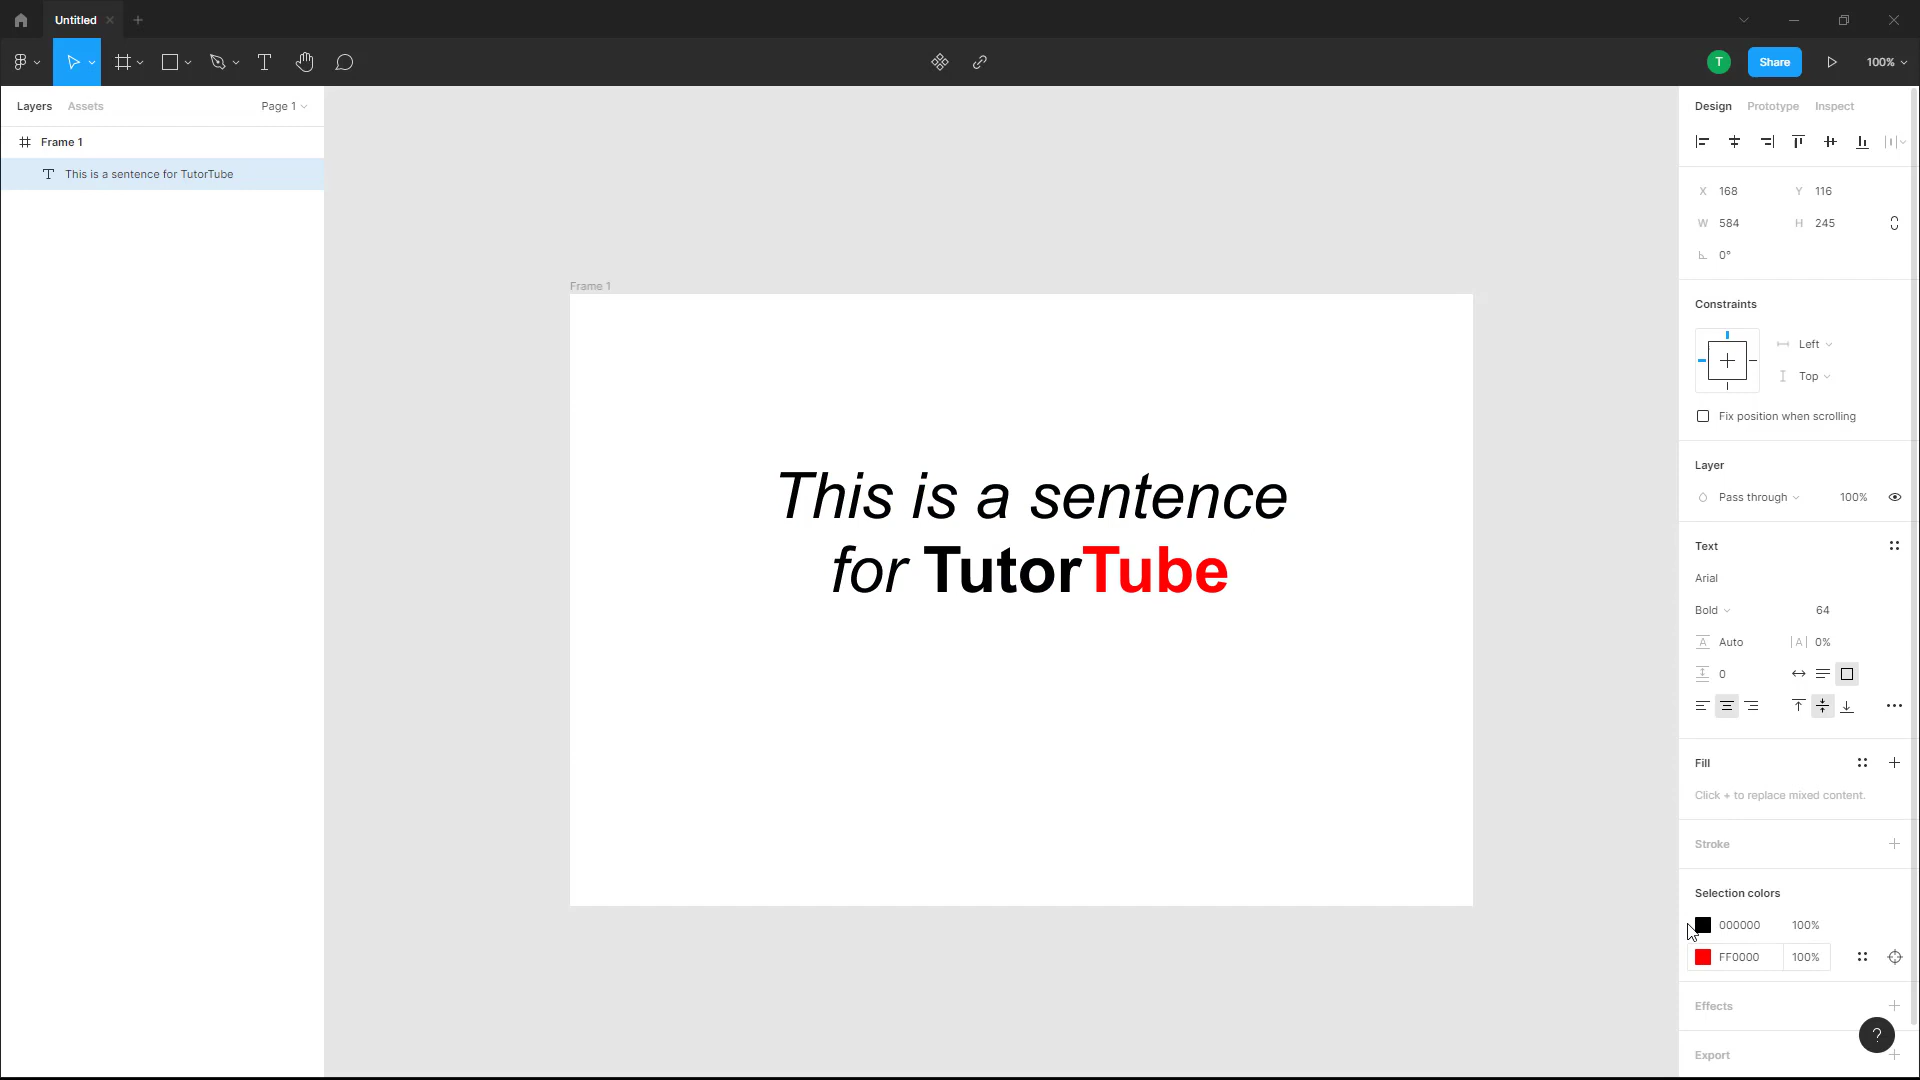 Untitled
T
Share
100%
Layers
Assets
Page 1
Frame 1
This is a sentence for TutorTube
Frame 1
This is a sentence
for TutorTube
Design
Prototype
Inspect
X 168
Y 116
W 584
H 245
0°
Constraints
Left
Top
Fix position when scrolling
Layer
Pass through
100%
Text
Arial
Bold
64
A Auto
|A| 0%
0
Fill
Click + to replace mixed content.
Stroke
Selection colors
000000
100%
FF0000
100%
Effects
?
Export